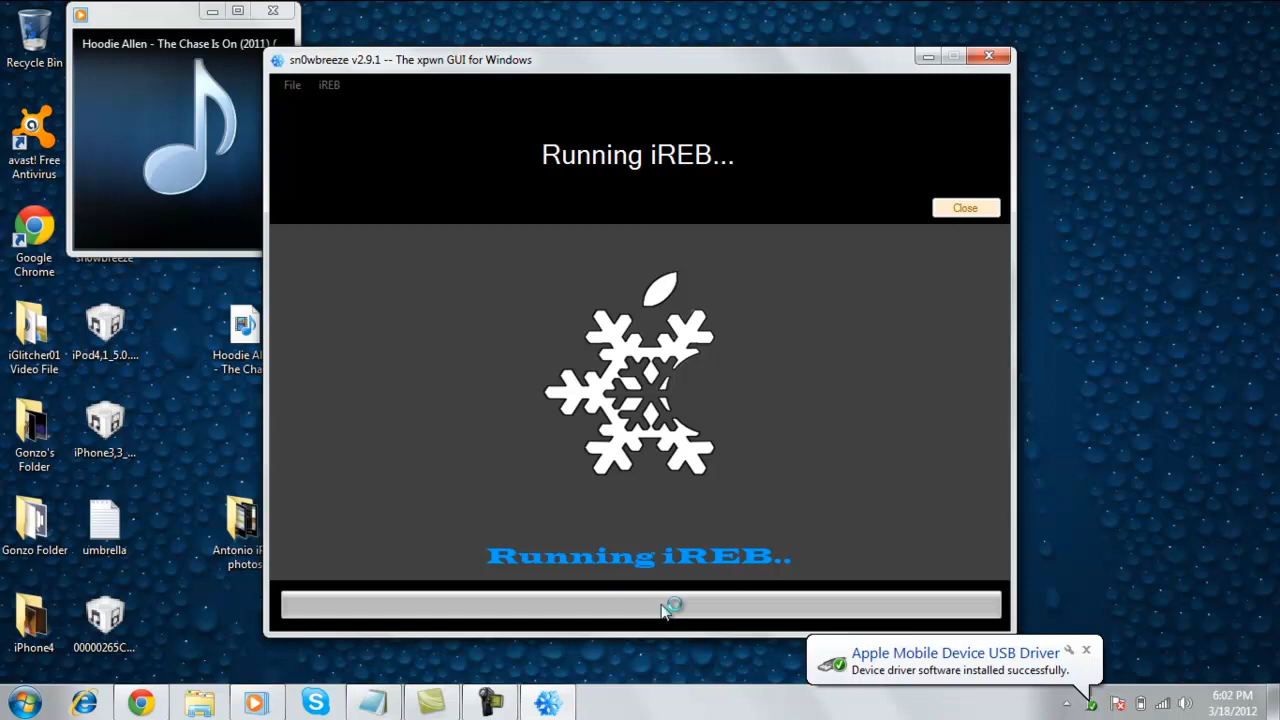 Recycle Bin
avast! Free
Antivirus
Google
Chrome
iGlitcher01
Video File
Gonzo's
Folder
Gonzo Folder
iPhone4
snowbreeze
iPod4,1_5.0....
iPhone3,3_...
umbrella
00000265C...
Hoodie Al
- The Cha
Antonio iP
photos
Hoodie Allen - The Chase Is On (2011) (
sn0wbreeze v2.9.1 -- The xpwn GUI for Windows
File iREB
Running iREB...
Close
Running iREB..
Apple Mobile Device USB Driver
Device driver software installed successfully.
6:02 PM
3/18/2012